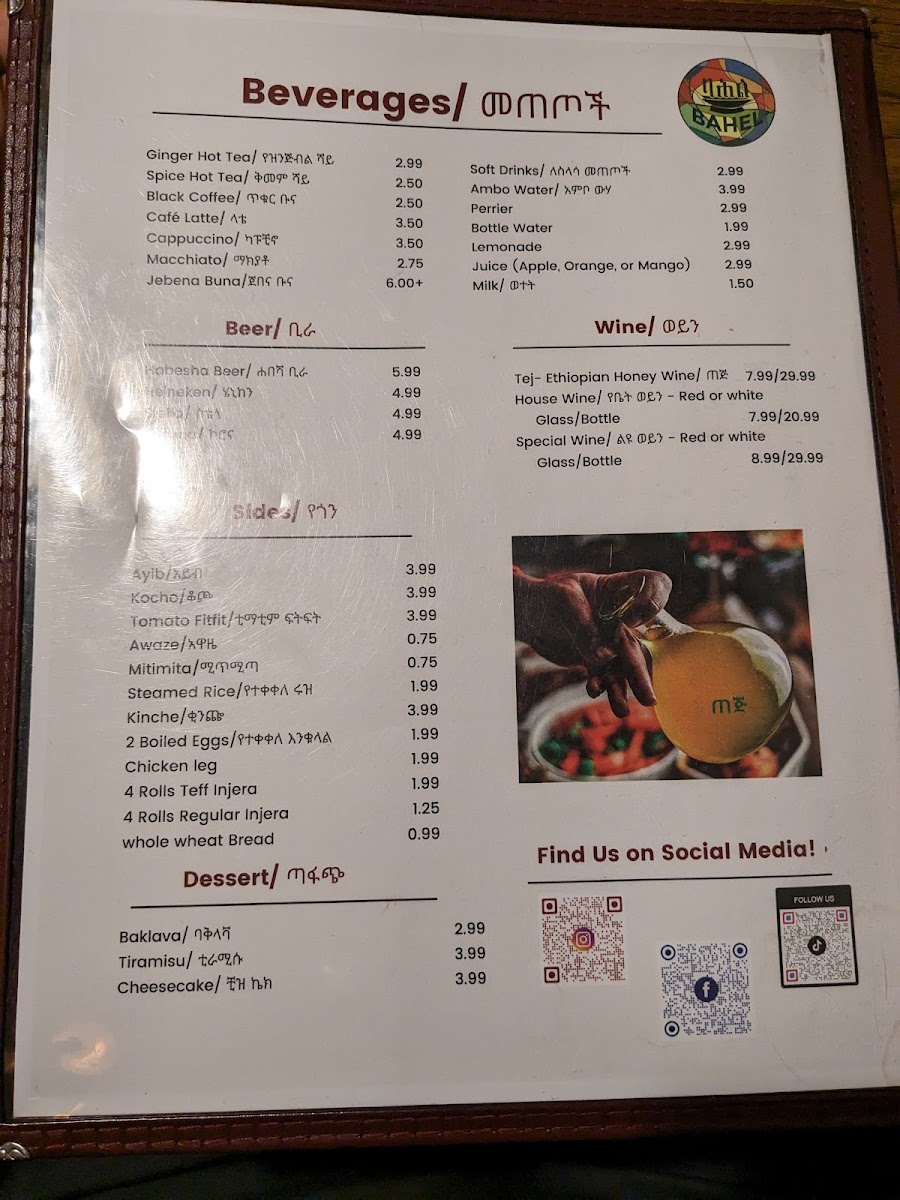 Beverages/ መጠጦች
ባሕል
BAHEL
Ginger Hot Tea/ የዝንጅብል ሻይ 2.99
Spice Hot Tea/ ቅመም ሻይ 2.50
Black Coffee/ ጥቁር ቡና 2.50
Café Latte/ ላቴ 3.50
Cappuccino/ ካፑቺኖ 3.50
Macchiato/ ማክያቶ 2.75
Jebena Buna/ጀበና ቡና 6.00+
Soft Drinks/ ለስላሳ መጠጦች 2.99
Ambo Water/ አምቦ ውሃ 3.99
Perrier 2.99
Bottle Water 1.99
Lemonade 2.99
Juice (Apple, Orange, or Mango) 2.99
Milk/ ወተት 1.50
Beer/ ቢራ
Habesha Beer/ ሐበሻ ቢራ 5.99
Heineken/ ሄኒከን 4.99
4.99
4.99
Wine/ ወይን
Tej- Ethiopian Honey Wine/ ጠጅ 7.99/29.99
House Wine/ የቤት ወይን - Red or white
Glass/Bottle 7.99/20.99
Special Wine/ ልዩ ወይን - Red or white
Glass/Bottle 8.99/29.99
Sides/ የጎን
Ayib/አይብ 3.99
Kocho/ቆጮ 3.99
Tomato Fitfit/ቲማቲም ፍትፍት 3.99
Awaze/አዋዜ 0.75
Mitimita/ሚጥሚጣ 0.75
Steamed Rice/የተቀቀለ ሩዝ 1.99
Kinche/ቂንጬ 3.99
2 Boiled Eggs/የተቀቀለ እንቁላል 1.99
Chicken leg 1.99
4 Rolls Teff Injera 1.99
4 Rolls Regular Injera 1.25
whole wheat Bread 0.99
ጠጅ
Dessert/ ጣፋጭ
Baklava/ ባቅላቫ 2.99
Tiramisu/ ቲራሚሱ 3.99
Cheesecake/ ቺዝ ኬክ 3.99
Find Us on Social Media!
FOLLOW US